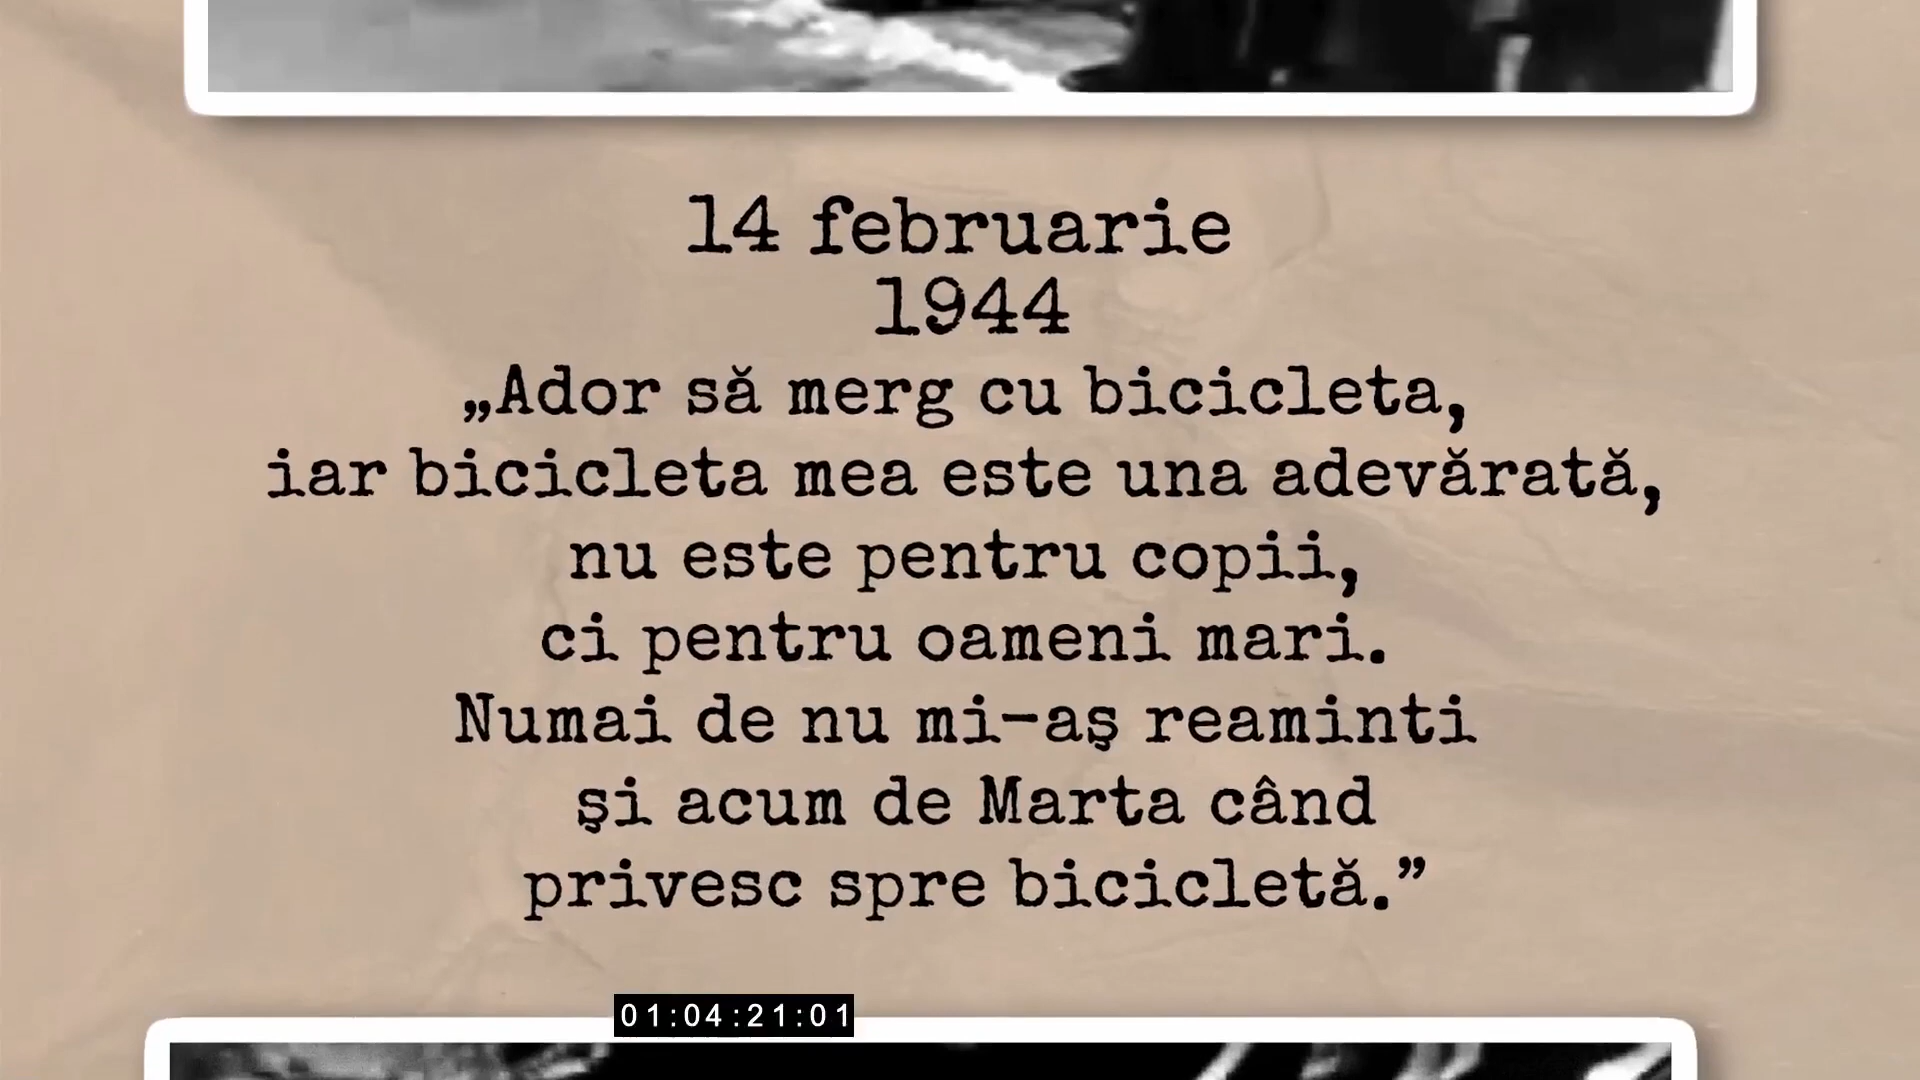 14 februarie
1944
„Ador să merg cu bicicleta,
iar bicicleta mea este una adevărată,
nu este pentru copii,
ci pentru oameni mari.
Numai de nu mi-aş reaminti
şi acum de Marta când
privesc spre bicicletă.”
01:04:21:01